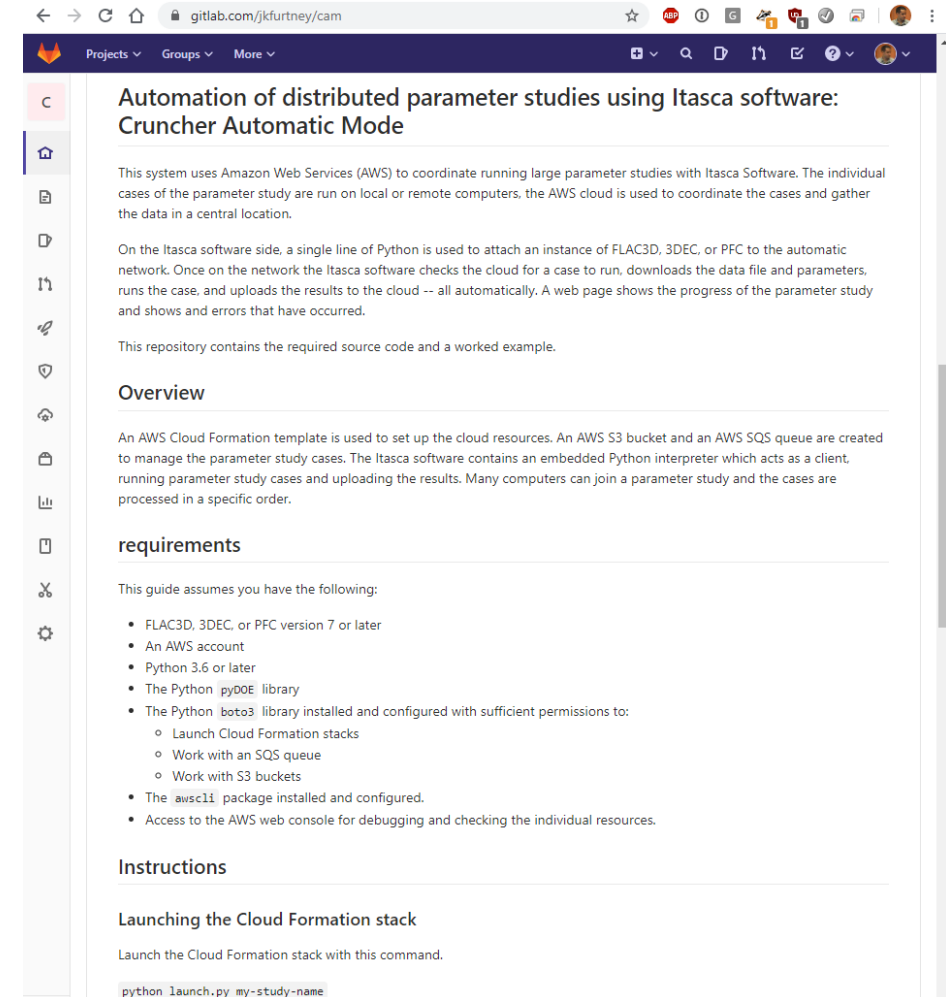 gitlab.com/jkfurtney/cam
ABP
G
1
1
Projects
Groups
More
C
Automation of distributed parameter studies using Itasca software:
Cruncher Automatic Mode
This system uses Amazon Web Services (AWS) to coordinate running large parameter studies with Itasca Software. The individual
cases of the parameter study are run on local or remote computers, the AWS cloud is used to coordinate the cases and gather
the data in a central location.
On the Itasca software side, a single line of Python is used to attach an instance of FLAC3D, 3DEC, or PFC to the automatic
network. Once on the network the Itasca software checks the cloud for a case to run, downloads the data file and parameters,
runs the case, and uploads the results to the cloud -- all automatically. A web page shows the progress of the parameter study
and shows and errors that have occurred.
This repository contains the required source code and a worked example.
Overview
An AWS Cloud Formation template is used to set up the cloud resources. An AWS S3 bucket and an AWS SQS queue are created
to manage the parameter study cases. The Itasca software contains an embedded Python interpreter which acts as a client,
running parameter study cases and uploading the results. Many computers can join a parameter study and the cases are
processed in a specific order.
requirements
This guide assumes you have the following:
• FLAC3D, 3DEC, or PFC version 7 or later
• An AWS account
• Python 3.6 or later
• The Python pyDOE library
• The Python boto3 library installed and configured with sufficient permissions to:
◦ Launch Cloud Formation stacks
◦ Work with an SQS queue
◦ Work with S3 buckets
• The awscli package installed and configured.
• Access to the AWS web console for debugging and checking the individual resources.
Instructions
Launching the Cloud Formation stack
Launch the Cloud Formation stack with this command.
python launch.py my-study-name